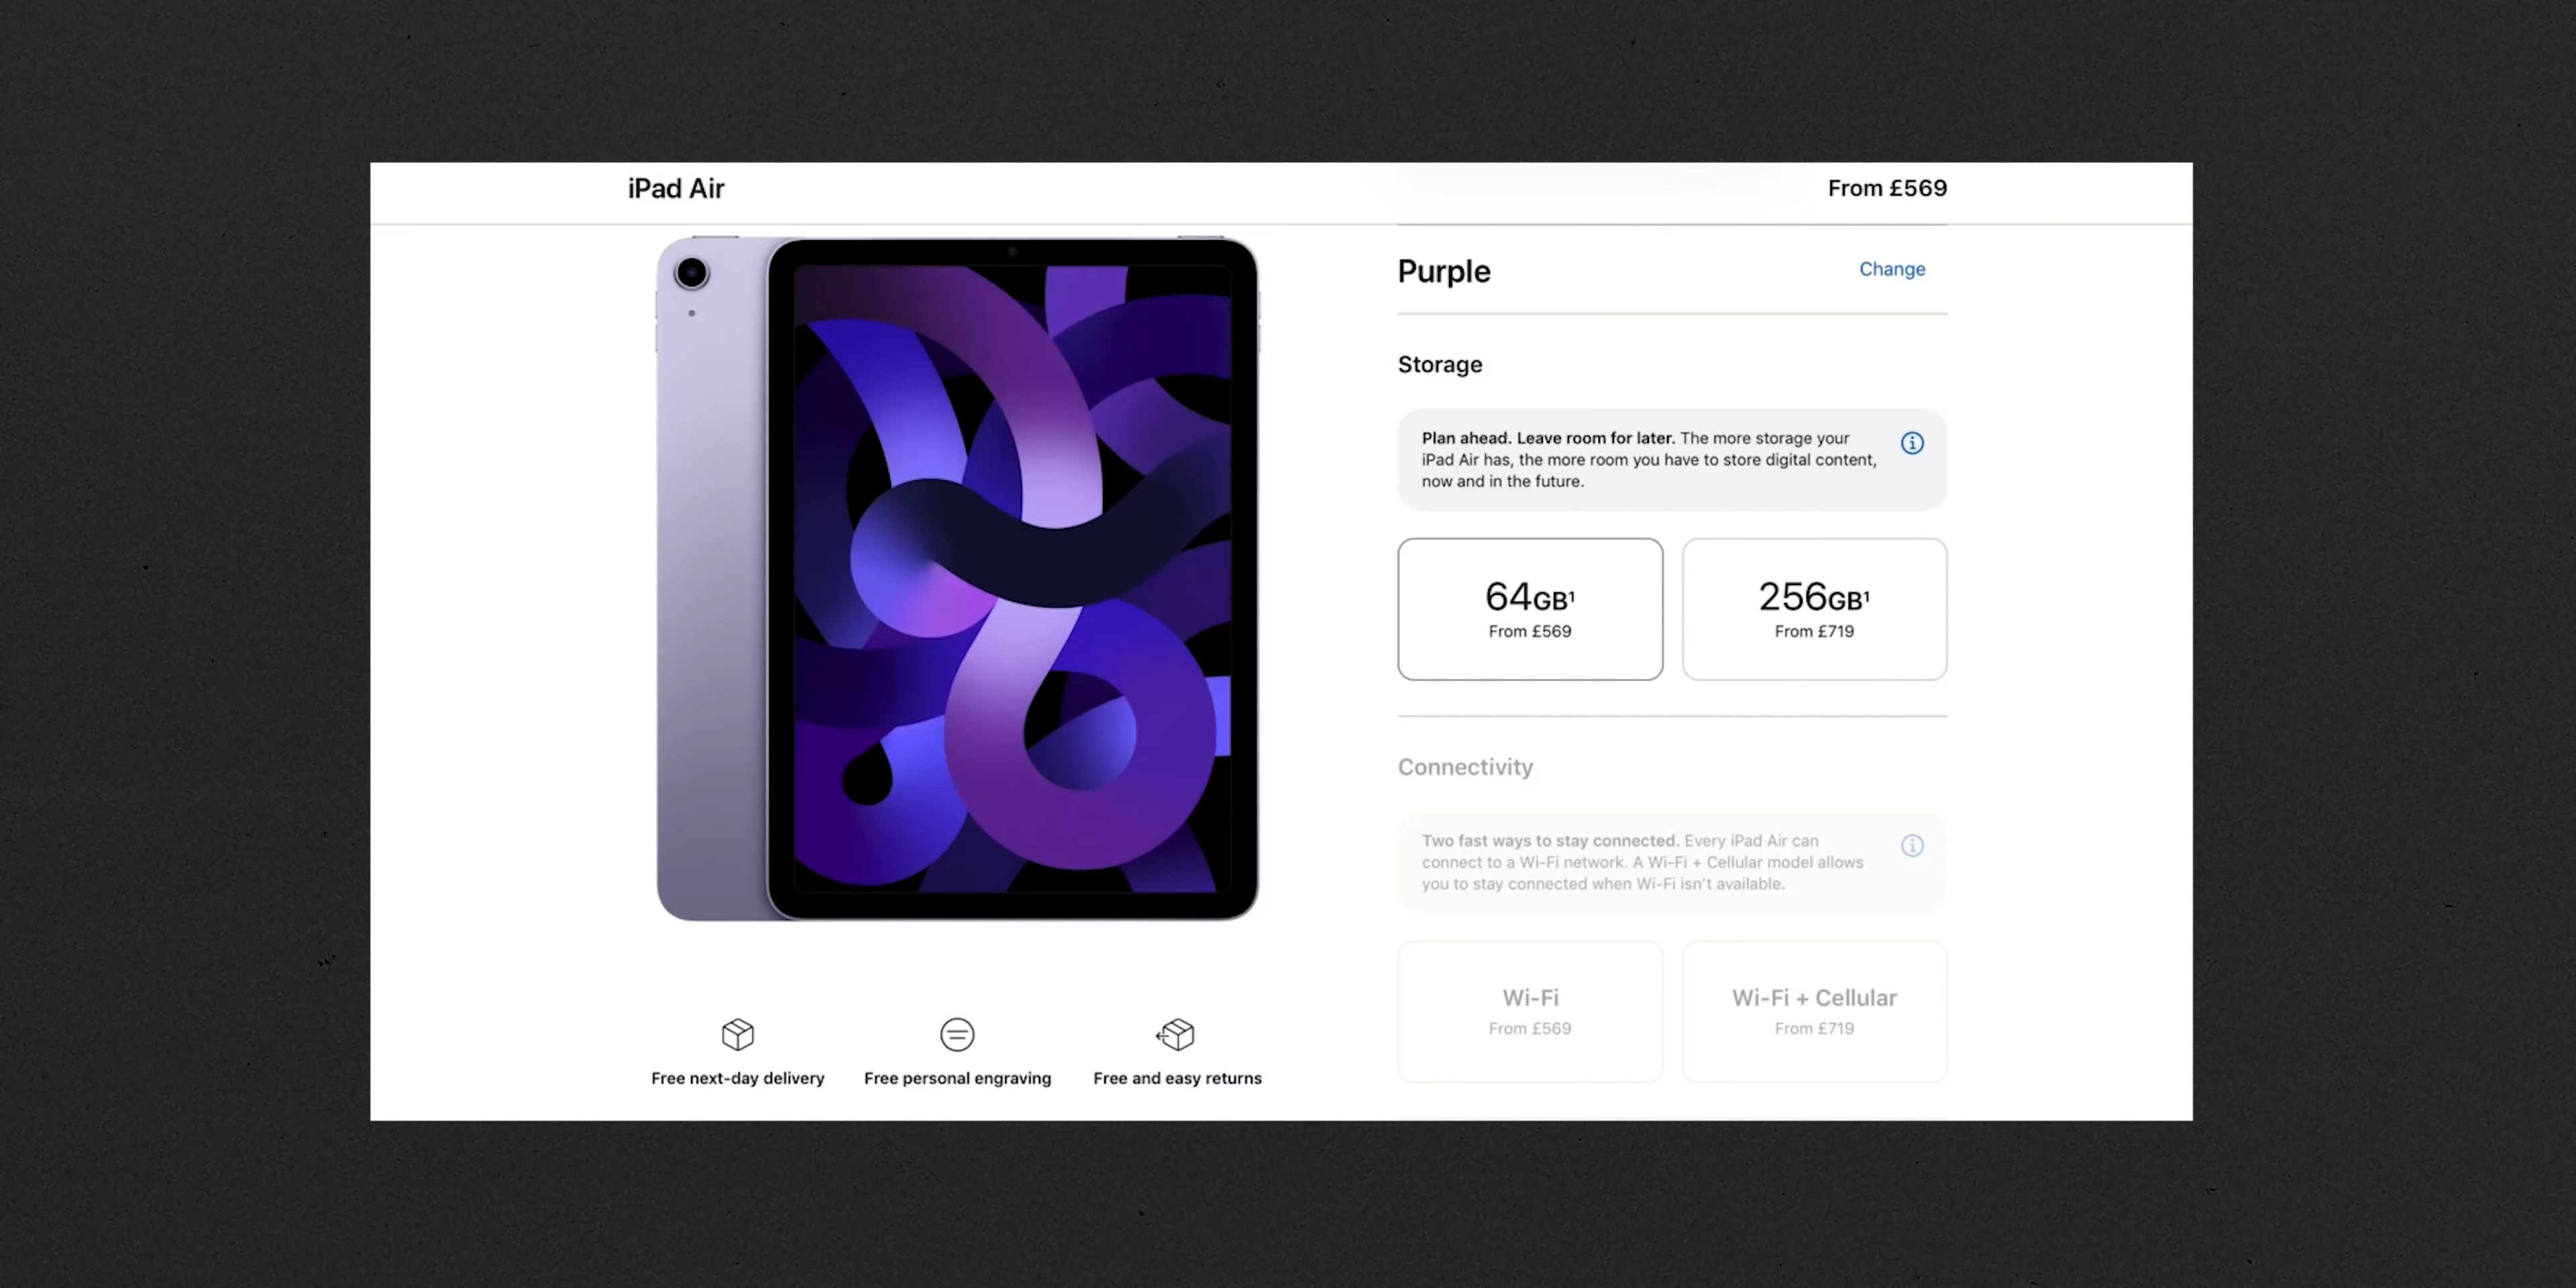 iPad Air
From £569
Purple
Change
Storage
Plan ahead. Leave room for later. The more storage your
iPad Air has, the more room you have to store digital content,
now and in the future.
64GB¹
From £569
256GB¹
From £719
Connectivity
Two fast ways to stay connected. Every iPad Air can
connect to a Wi-Fi network. A Wi-Fi + Cellular model allows
you to stay connected when Wi-Fi isn't available.
Wi-Fi
From £569
Wi-Fi + Cellular
From £719
Free next-day delivery
Free personal engraving
Free and easy returns